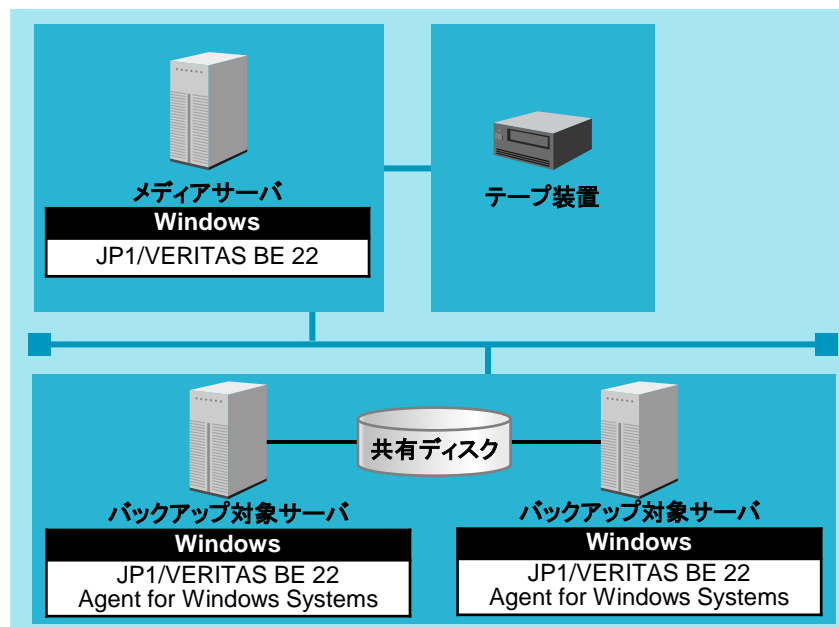 メディアサーバ
Windows
JP1/VERITAS BE 22
テープ装置
共有ディスク
バックアップ対象サーバ
Windows
JP1/VERITAS BE 22
Agent for Windows Systems
バックアップ対象サーバ
Windows
JP1/VERITAS BE 22
Agent for Windows Systems